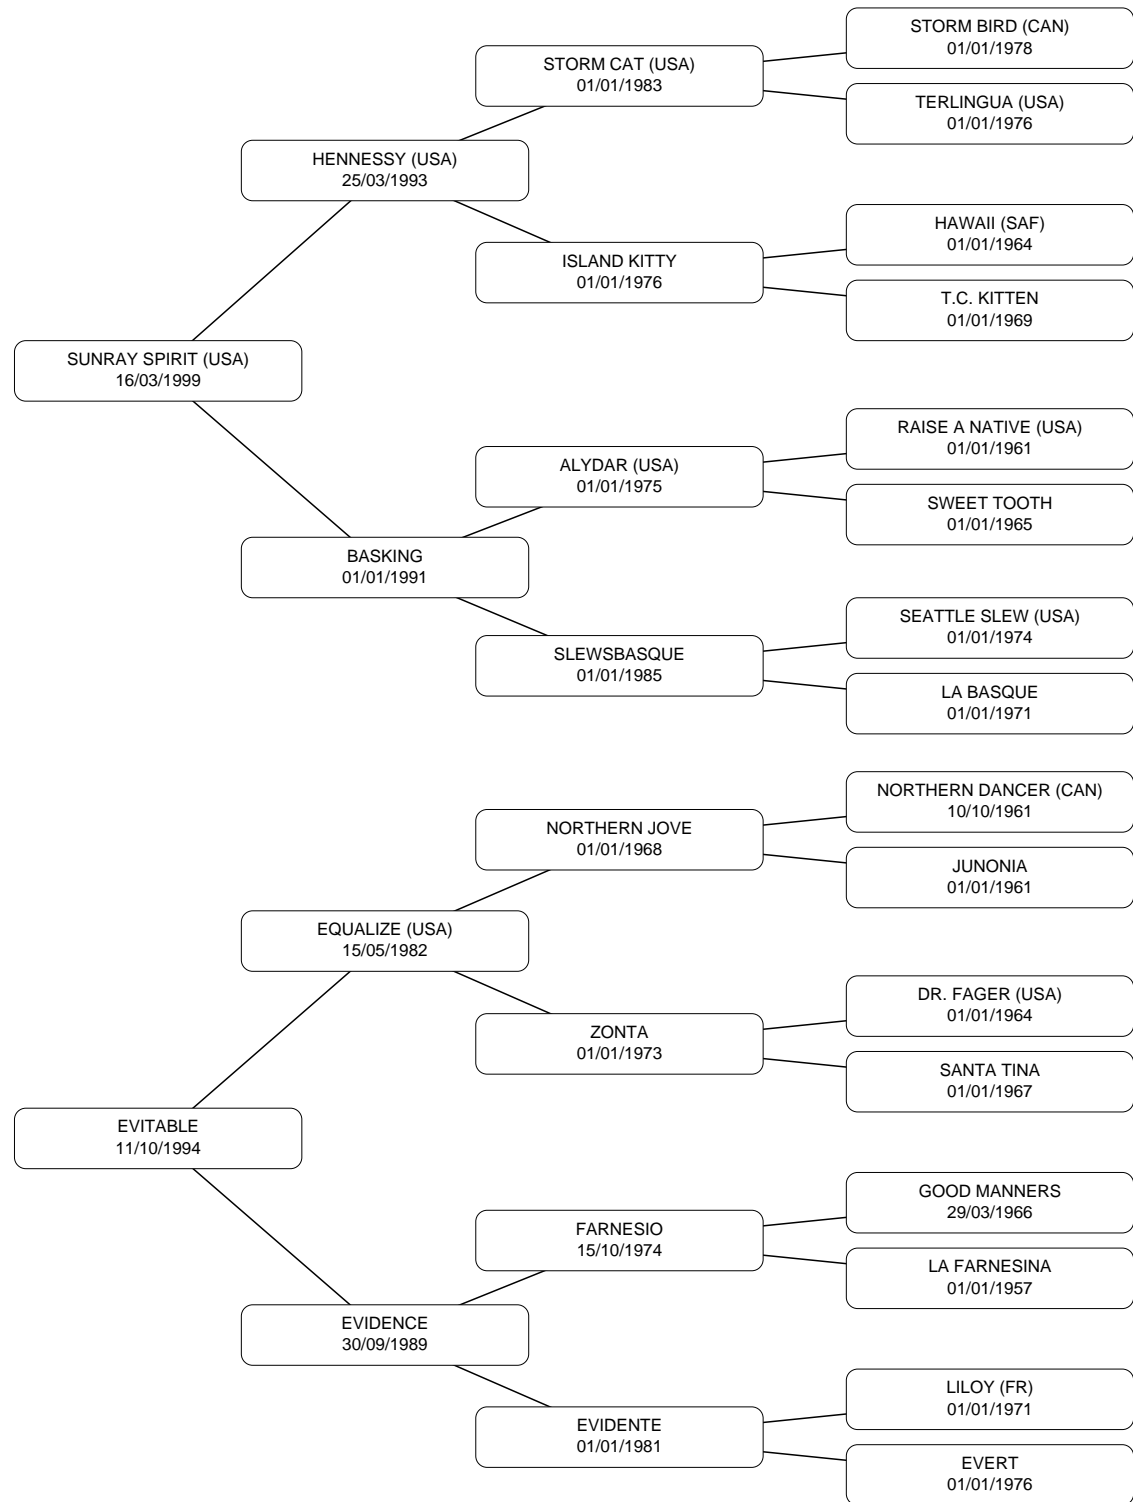 STORM BIRD (CAN)
01/01/1978
STORM CAT (USA)
01/01/1983
TERLINGUA (USA)
01/01/1976
HENNESSY (USA)
25/03/1993
HAWAII (SAF)
01/01/1964
ISLAND KITTY
01/01/1976
T.C. KITTEN
01/01/1969
SUNRAY SPIRIT (USA)
16/03/1999
RAISE A NATIVE (USA)
01/01/1961
ALYDAR (USA)
01/01/1975
SWEET TOOTH
01/01/1965
BASKING
01/01/1991
SEATTLE SLEW (USA)
01/01/1974
SLEWSBASQUE
01/01/1985
LA BASQUE
01/01/1971
NORTHERN DANCER (CAN)
10/10/1961
NORTHERN JOVE
01/01/1968
JUNONIA
01/01/1961
EQUALIZE (USA)
15/05/1982
DR. FAGER (USA)
01/01/1964
ZONTA
01/01/1973
SANTA TINA
01/01/1967
EVITABLE
11/10/1994
GOOD MANNERS
29/03/1966
FARNESIO
15/10/1974
LA FARNESINA
01/01/1957
EVIDENCE
30/09/1989
LILOY (FR)
01/01/1971
EVIDENTE
01/01/1981
EVERT
01/01/1976